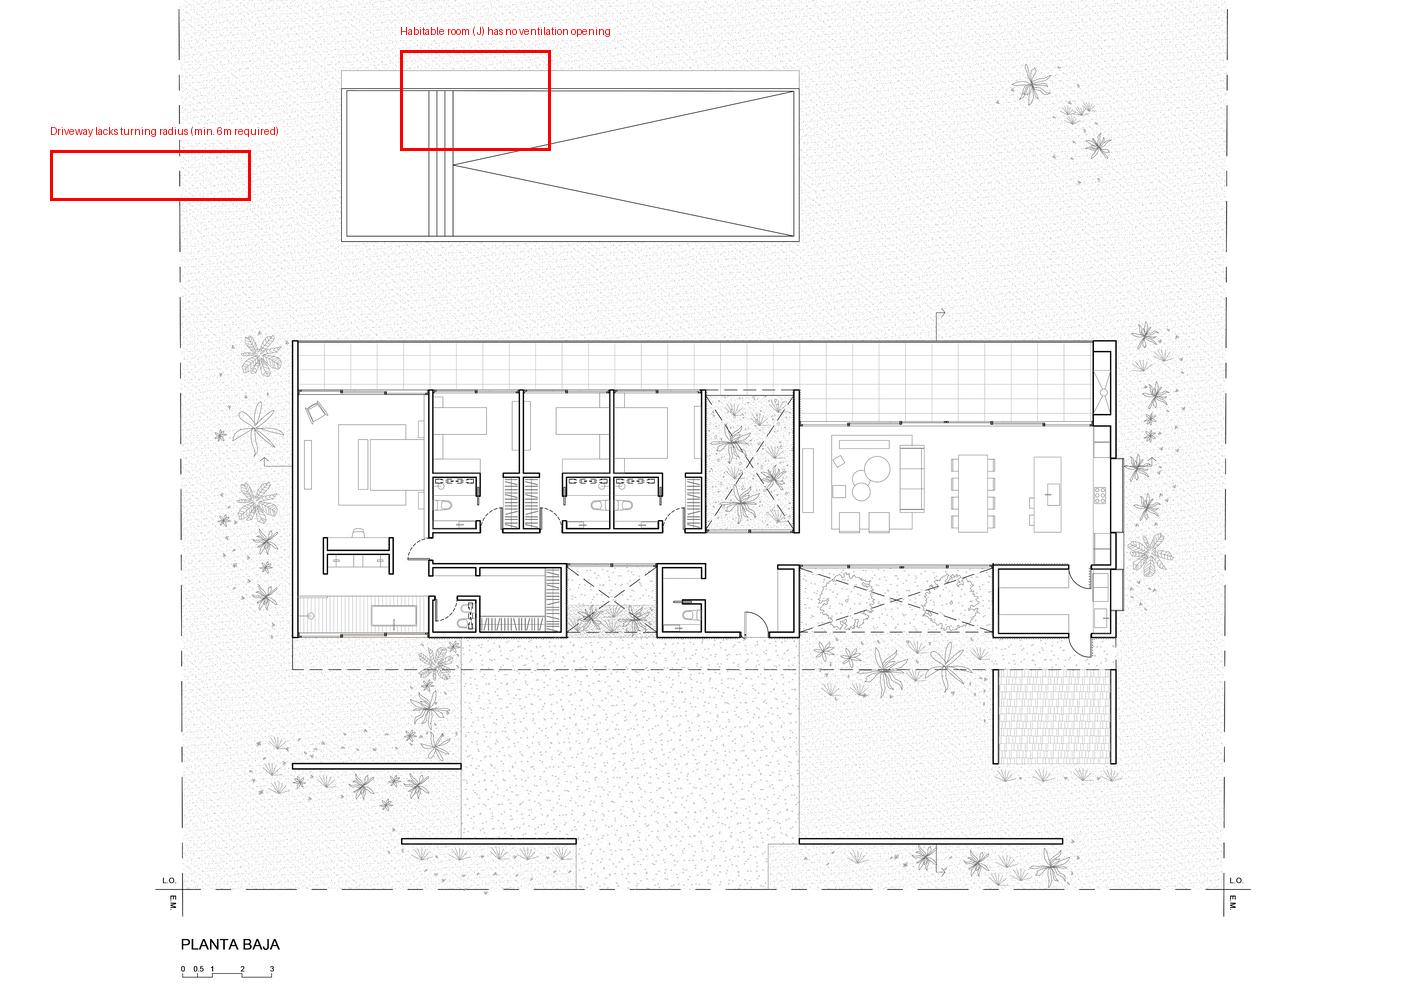 Habitable room (J) has no ventilation opening
Driveway lacks turning radius (min. 6m required)
L.O.
E.M.
L.O.
E.M.
PLANTA BAJA
0 0.5 1 2 3